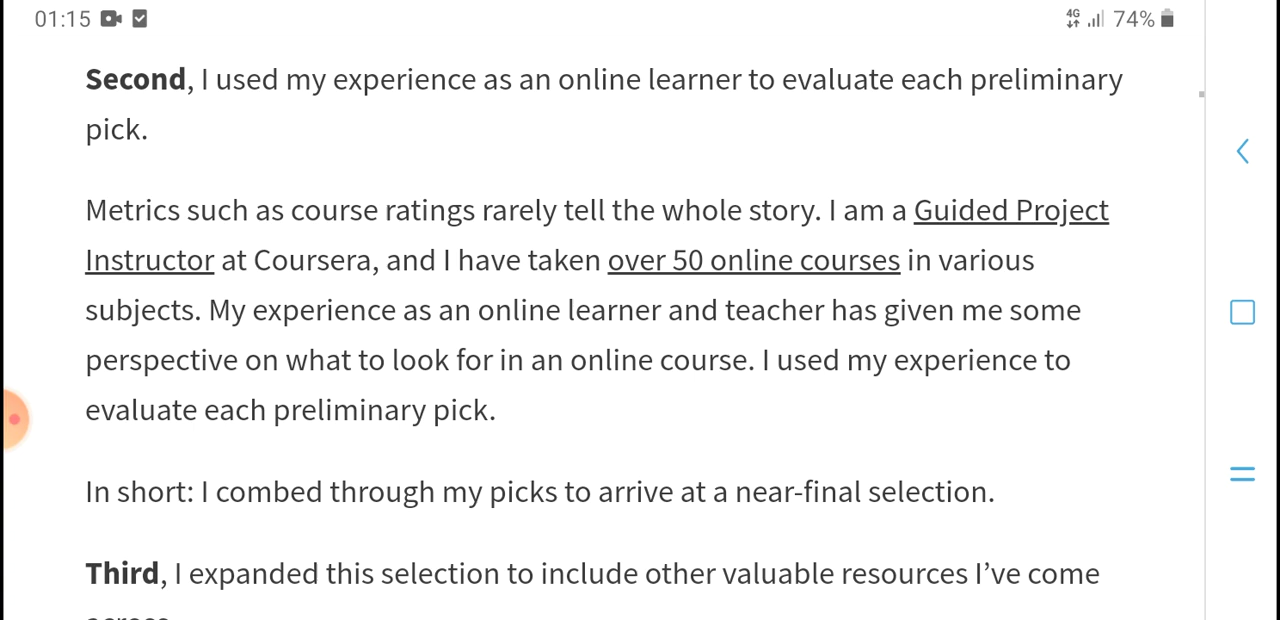 01:15
4G 74%
Second, I used my experience as an online learner to evaluate each preliminary
pick.
Metrics such as course ratings rarely tell the whole story. I am a Guided Project
Instructor at Coursera, and I have taken over 50 online courses in various
subjects. My experience as an online learner and teacher has given me some
perspective on what to look for in an online course. I used my experience to
evaluate each preliminary pick.
In short: I combed through my picks to arrive at a near-final selection.
Third, I expanded this selection to include other valuable resources I’ve come